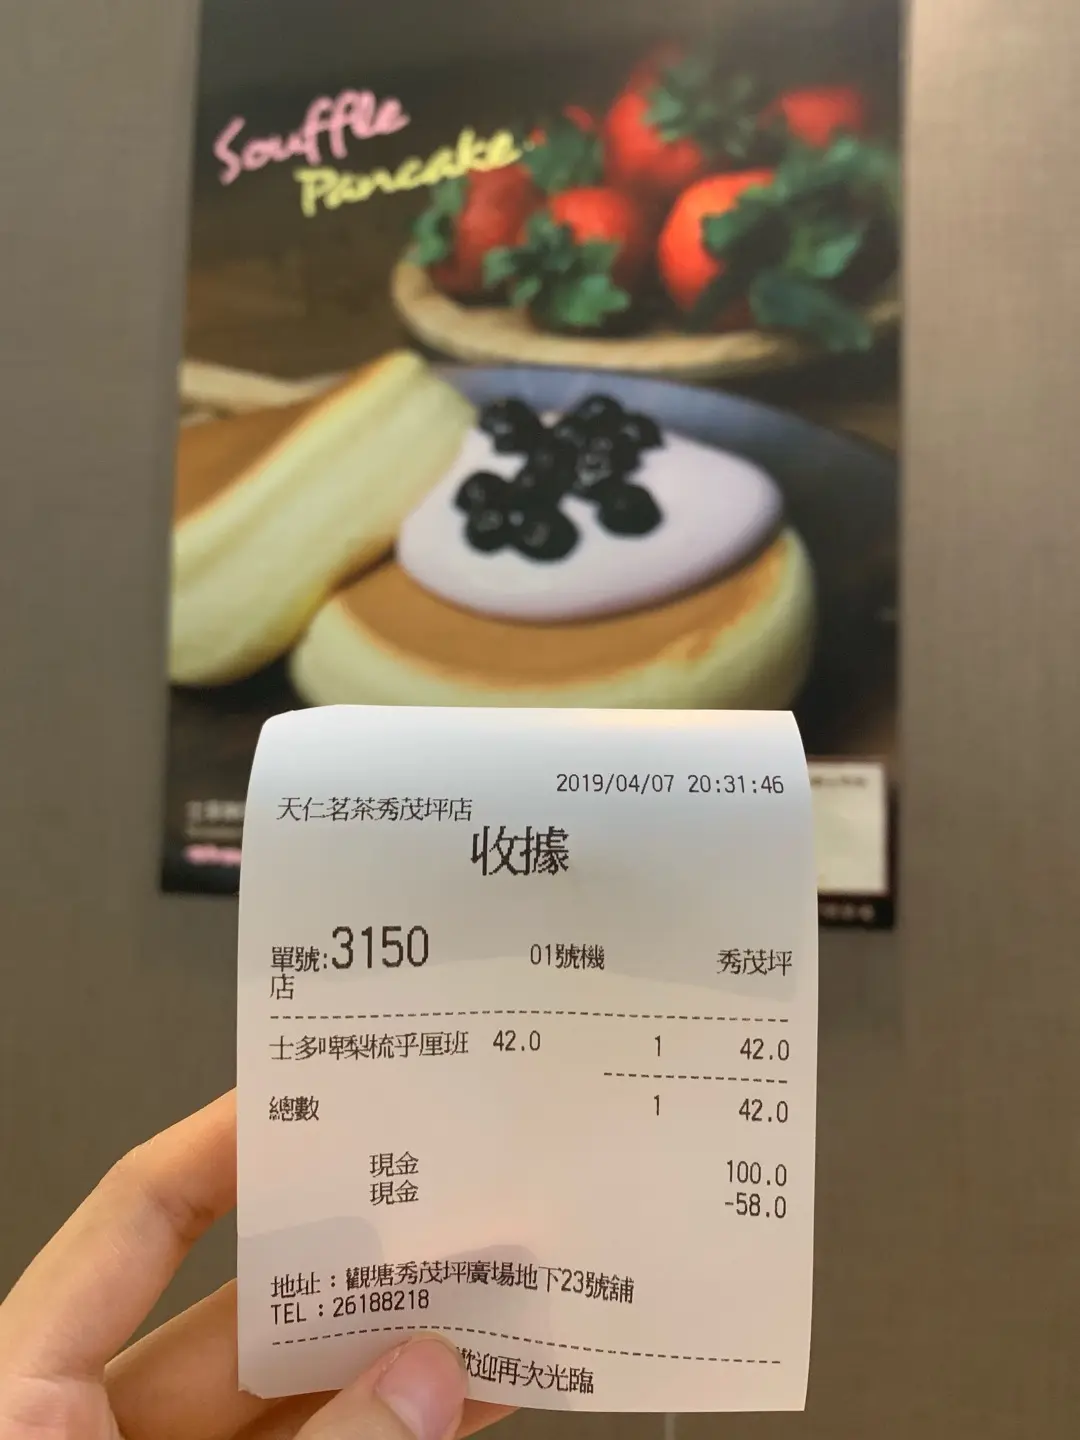 Souffle
Pancake
2019/04/07 20:31:46
天仁茗茶秀茂坪店
收據
單號:3150 01號機 秀茂坪
店
士多啤梨梳乎厘班 42.0 1 42.0
總數 1 42.0
現金 100.0
現金 -58.0
地址：觀塘秀茂坪廣場地下23號舖
TEL：26188218
歡迎再次光臨